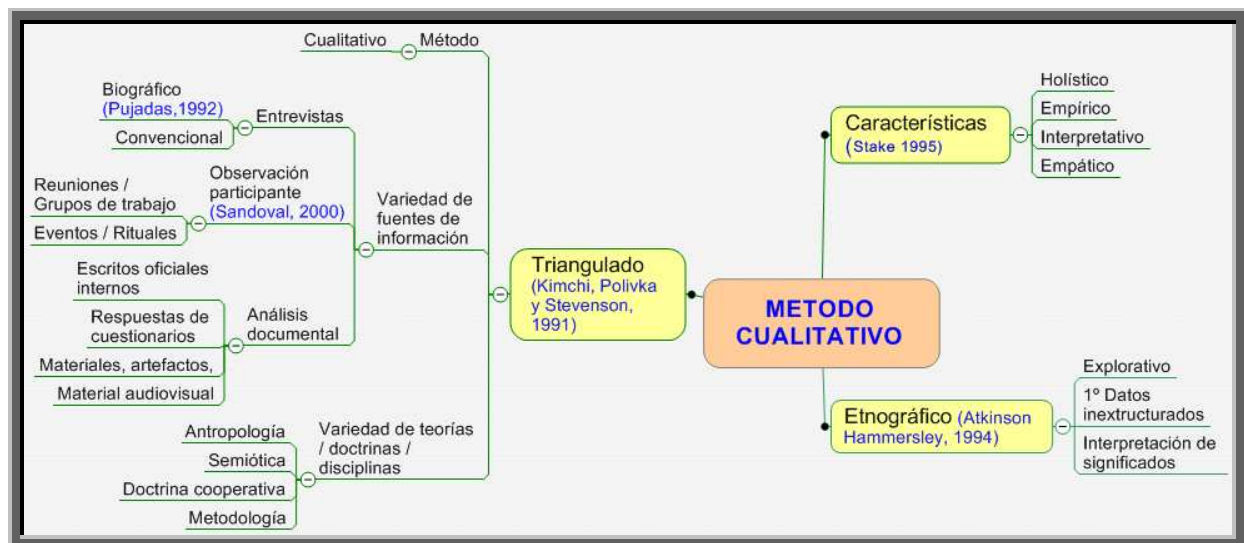 METODO
CUALITATIVO
Características
(Stake 1995)
Holístico
Empírico
Interpretativo
Empático
Etnográfico (Atkinson
Hammersley, 1994)
Explorativo
1º Datos
inextructurados
Interpretación de
significados
Triangulado
(Kimchi, Polivka
y Stevenson,
1991)
Método
Cualitativo
Variedad de
fuentes de
información
Entrevistas
Biográfico
(Pujadas,1992)
Convencional
Observación
participante
(Sandoval, 2000)
Reuniones /
Grupos de trabajo
Eventos / Rituales
Análisis
documental
Escritos oficiales
internos
Respuestas de
cuestionarios
Materiales, artefactos,
Material audiovisual
Variedad de teorías
/ doctrinas /
disciplinas
Antropología
Semiótica
Doctrina cooperativa
Metodología